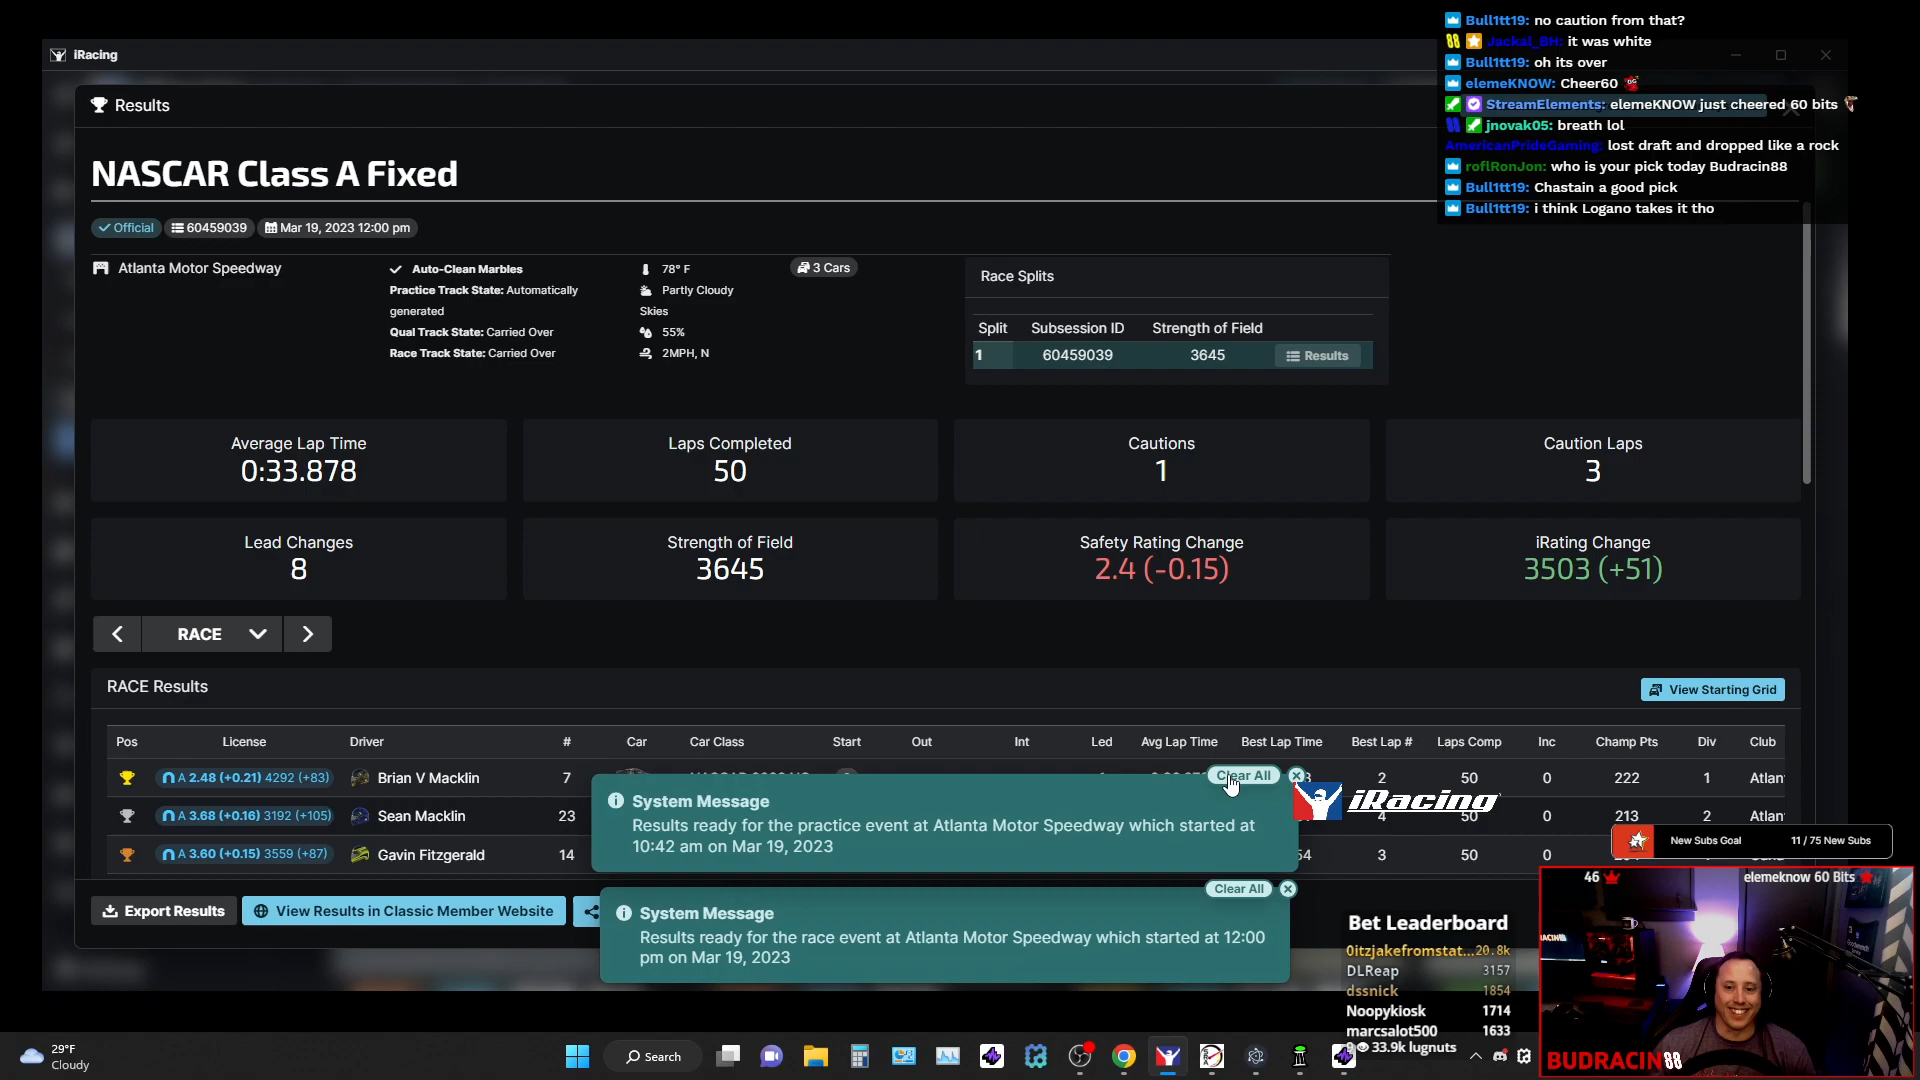 iRacing
Results
NASCAR Class A Fixed
Official
60459039
Mar 19, 2023 12:00 pm
Atlanta Motor Speedway
Auto-Clean Marbles
Practice Track State: Automatically
generated
Qual Track State: Carried Over
Race Track State: Carried Over
78° F
Partly Cloudy
Skies
55%
2MPH, N
3 Cars
Race Splits
Split Subsession ID Strength of Field
1 60459039 3645 Results
Average Lap Time
0:33.878
Laps Completed
50
Cautions
1
Caution Laps
3
Lead Changes
8
Strength of Field
3645
Safety Rating Change
2.4 (-0.15)
iRating Change
3503 (+51)
RACE
RACE Results
View Starting Grid
Pos License Driver # Car Car Class Start Out Int Led Avg Lap Time Best Lap Time Best Lap # Laps Comp Inc Champ Pts Div Club
A 2.48 (+0.21) 4292 (+83) Brian V Macklin 7 2 50 0 222 1 Atlan
A 3.68 (+0.16) 3192 (+105) Sean Macklin 23 4 50 0 213 2 Atlan
A 3.60 (+0.15) 3559 (+87) Gavin Fitzgerald 14 54 3 50 0
Clear All
System Message
Results ready for the practice event at Atlanta Motor Speedway which started at
10:42 am on Mar 19, 2023
Clear All
System Message
Results ready for the race event at Atlanta Motor Speedway which started at 12:00
pm on Mar 19, 2023
Export Results
View Results in Classic Member Website
iRacing
Bull1tt19: no caution from that?
88 Jackal_BH: it was white
Bull1tt19: oh its over
elemeKNOW: Cheer60
StreamElements: elemeKNOW just cheered 60 bits
jnovak05: breath lol
AmericanPrideGaming: lost draft and dropped like a rock
roflRonJon: who is your pick today Budracin88
Bull1tt19: Chastain a good pick
Bull1tt19: i think Logano takes it tho
New Subs Goal 11 / 75 New Subs
46
elemeknow 60 Bits
Bet Leaderboard
0itzjakefromstat...20.8k
DLReap 3157
dssnick 1854
Noopykiosk 1714
marcsalot500 1633
33.9k lugnuts
BUDRACIN88
29°F
Cloudy
Search